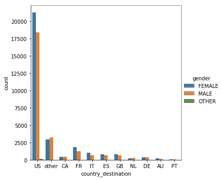 20000
17500
15000
12500
10000
7500
5000
2500
0
count
US other CA FR IT ES GB NL DE AU PT
country_destination
gender
FEMALE
MALE
OTHER